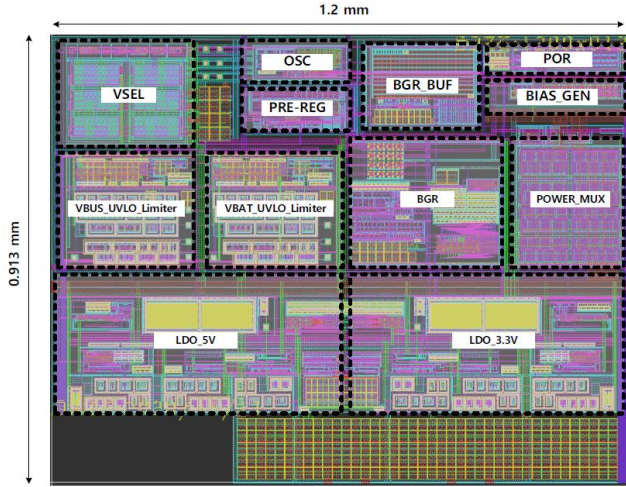 1.2 mm
0.913 mm
VSEL
OSC
PRE-REG
BGR_BUF
POR
BIAS_GEN
VBUS_UVLO_Limiter
VBAT_UVLO_Limiter
BGR
POWER_MUX
LDO_5V
LDO_3.3V